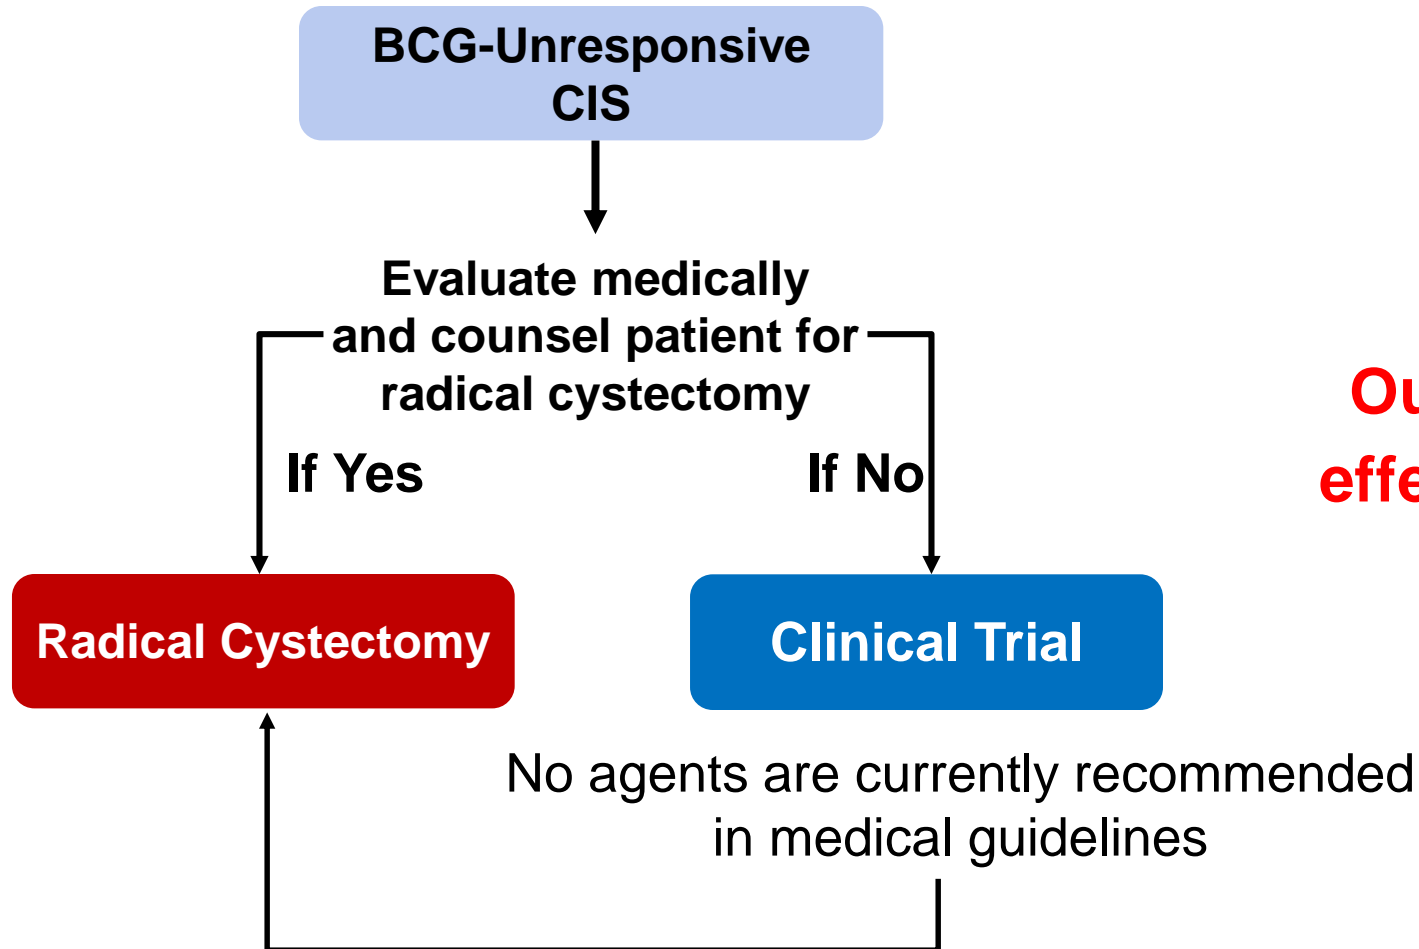 BCG-Unresponsive
CIS
Evaluate medically
and counsel patient for
radical cystectomy
If Yes
If No
Radical Cystectomy
Clinical Trial
No agents are currently recommended
in medical guidelines